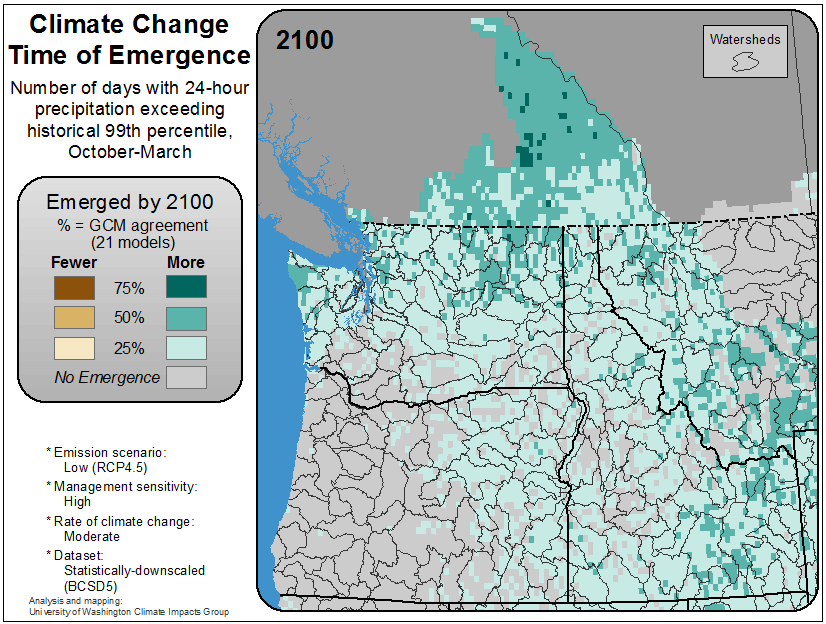 Climate Change
Time of Emergence
Number of days with 24-hour
precipitation exceeding
historical 99th percentile,
October-March
Emerged by 2100
% = GCM agreement
(21 models)
Fewer More
75%
50%
25%
No Emergence
* Emission scenario:
Low (RCP4.5)
* Management sensitivity:
High
* Rate of climate change:
Moderate
* Dataset:
Statistically-downscaled
(BCSD5)
Analysis and mapping:
University of Washington Climate Impacts Group
2100
Watersheds